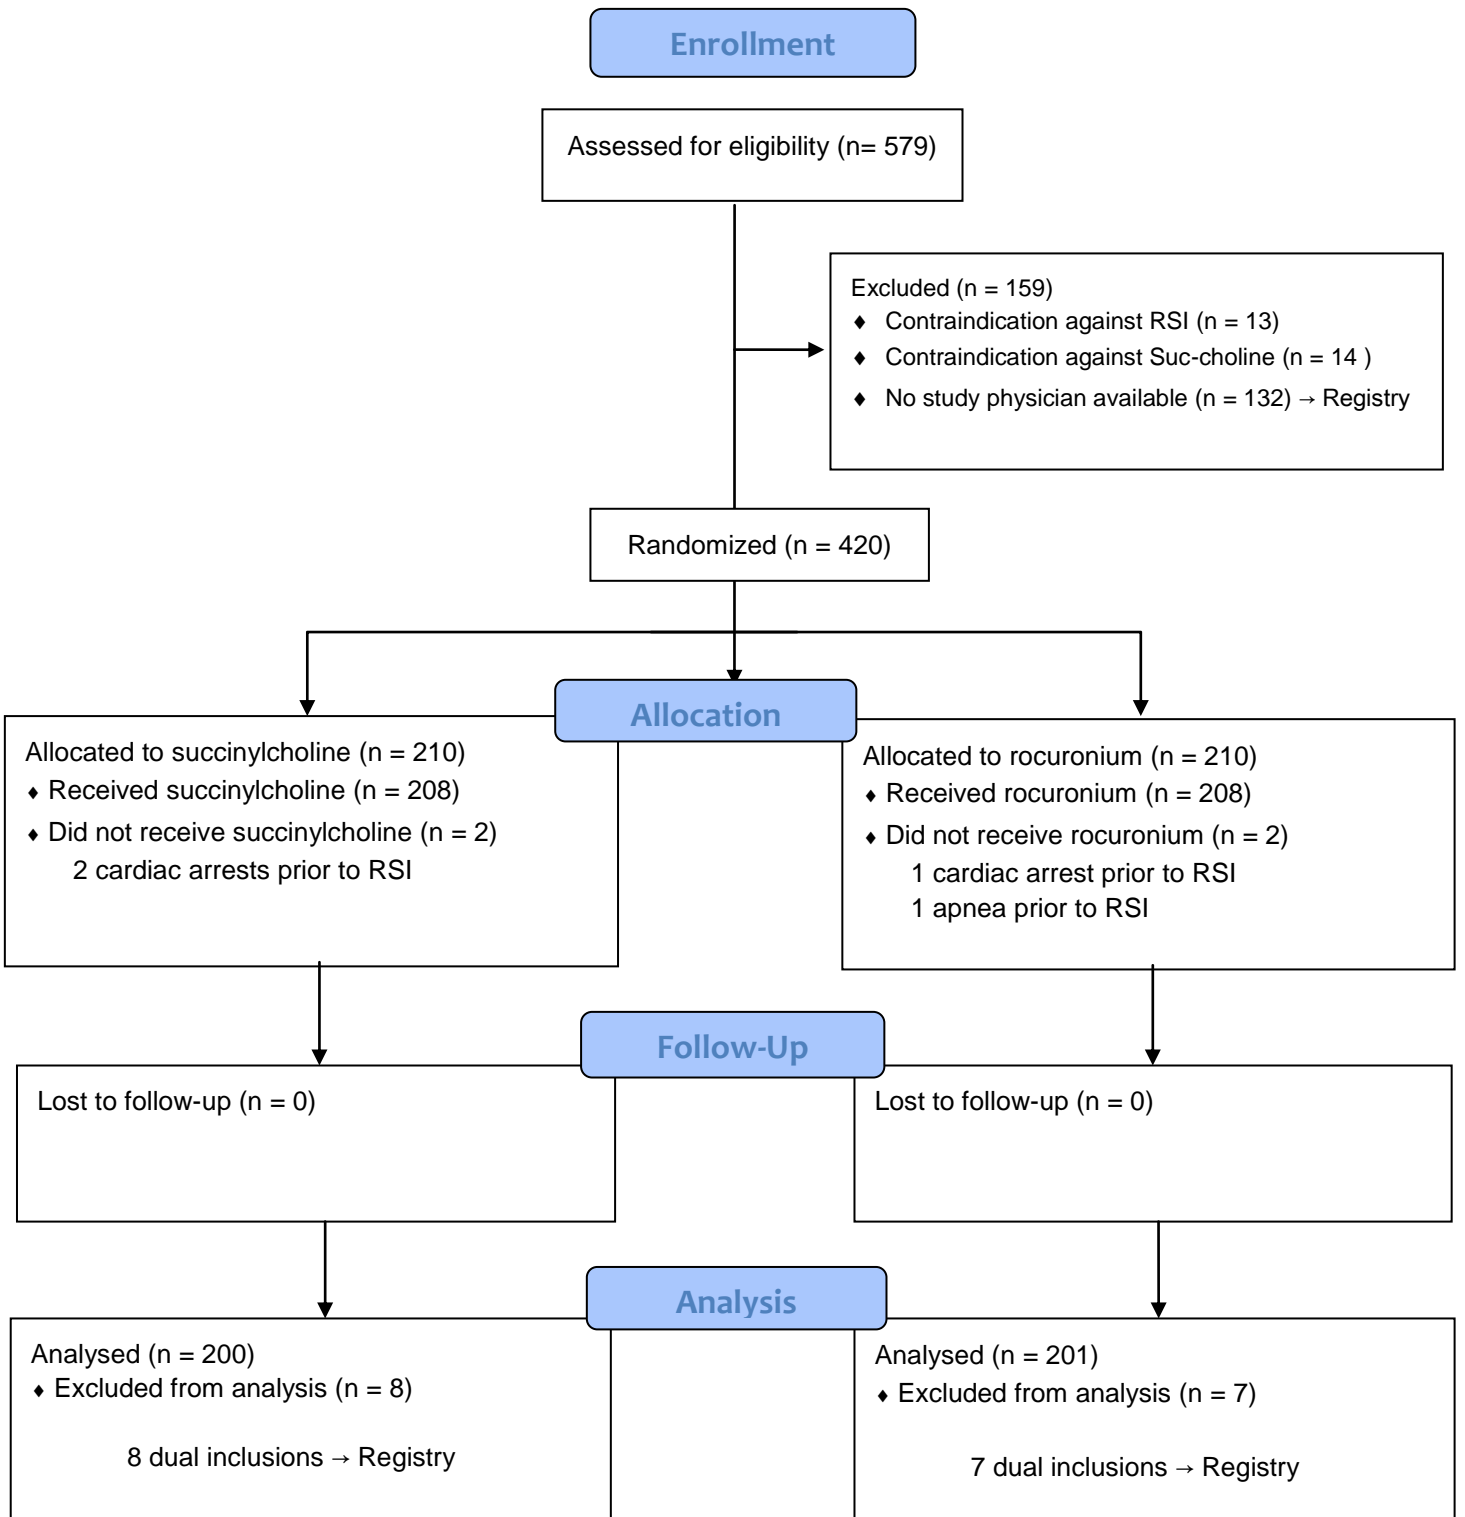 Enrollment
Assessed for eligibility (n= 579)
Excluded (n = 159)
♦ Contraindication against RSI (n = 13)
♦ Contraindication against Suc-choline (n = 14 )
♦ No study physician available (n = 132) → Registry
Randomized (n = 420)
Allocation
Allocated to succinylcholine (n = 210)
♦ Received succinylcholine (n = 208)
♦ Did not receive succinylcholine (n = 2)
2 cardiac arrests prior to RSI
Allocated to rocuronium (n = 210)
♦ Received rocuronium (n = 208)
♦ Did not receive rocuronium (n = 2)
1 cardiac arrest prior to RSI
1 apnea prior to RSI
Follow-Up
Lost to follow-up (n = 0)
Lost to follow-up (n = 0)
Analysis
Analysed (n = 200)
♦ Excluded from analysis (n = 8)
8 dual inclusions → Registry
Analysed (n = 201)
♦ Excluded from analysis (n = 7)
7 dual inclusions → Registry